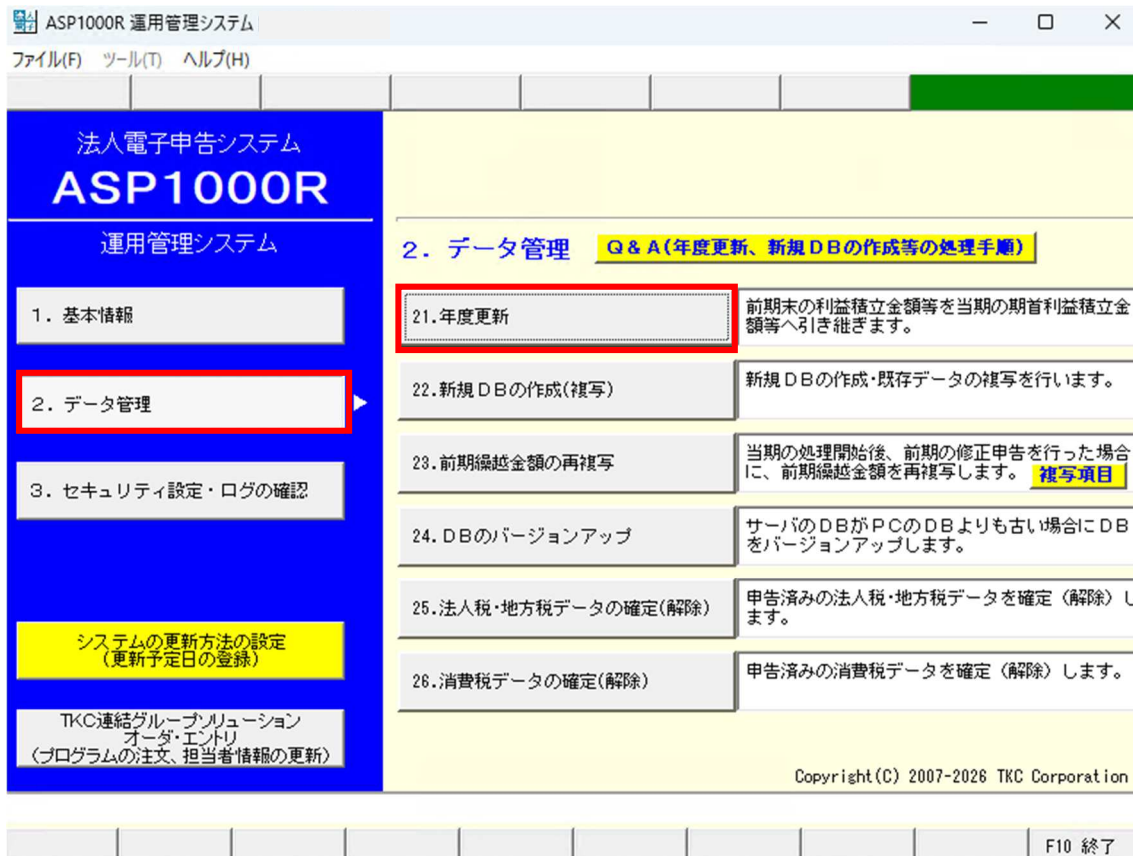 ASP1000R 運用管理システム
ファイル(F) ツール(T) ヘルプ(H)
法人電子申告システム
ASP1000R
運用管理システム
1. 基本情報
2. データ管理
3. セキュリティ設定・ログの確認
システムの更新方法の設定
(更新予定日の登録)
TKC連結グループソリューション
オーダ・エントリ
(プログラムの注文、担当者情報の更新)
2. データ管理 Q&A(年度更新、新規DBの作成等の処理手順)
21.年度更新
前期末の利益積立金額等を当期の期首利益積立金
額等へ引き継ぎます。
22.新規DBの作成(複写)
新規DBの作成・既存データの複写を行います。
23.前期繰越金額の再複写
当期の処理開始後、前期の修正申告を行った場合
に、前期繰越金額を再複写します。 複写項目
24.DBのバージョンアップ
サーバのDBがPCのDBよりも古い場合にDB
をバージョンアップします。
25.法人税・地方税データの確定(解除)
申告済みの法人税・地方税データを確定(解除)し
ます。
26.消費税データの確定(解除)
申告済みの消費税データを確定(解除)します。
Copyright(C) 2007-2026 TKC Corporation
F10 終了